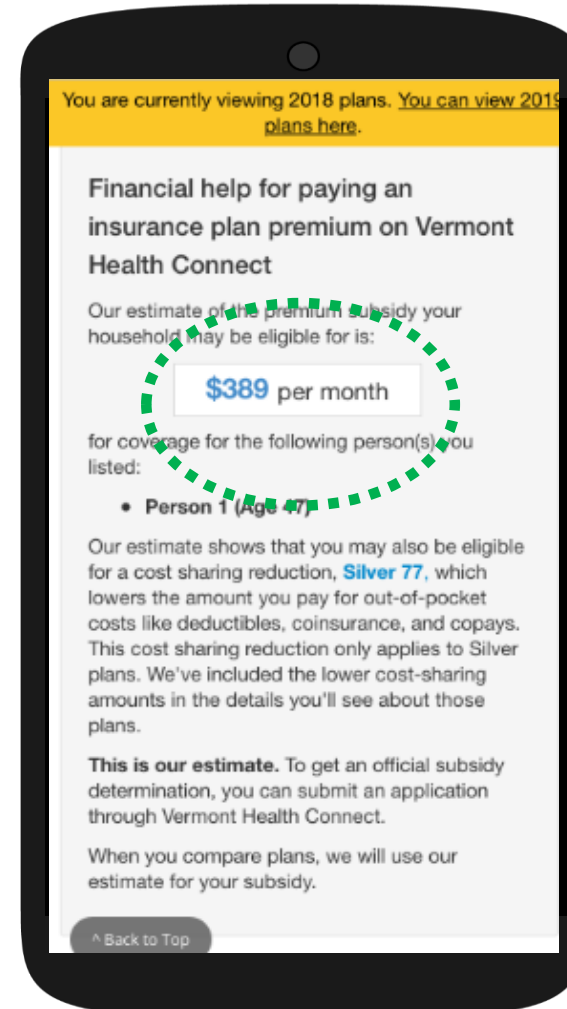 You are currently viewing 2018 plans. You can view 2019
plans here.
Financial help for paying an
insurance plan premium on Vermont
Health Connect
Our estimate of the premium subsidy your
household may be eligible for is:
$389 per month
for coverage for the following person(s) you
listed:
• Person 1 (Age 47)
Our estimate shows that you may also be eligible
for a cost sharing reduction, Silver 77, which
lowers the amount you pay for out-of-pocket
costs like deductibles, coinsurance, and copays.
This cost sharing reduction only applies to Silver
plans. We've included the lower cost-sharing
amounts in the details you'll see about those
plans.
This is our estimate. To get an official subsidy
determination, you can submit an application
through Vermont Health Connect.
When you compare plans, we will use our
estimate for your subsidy.
^ Back to Top